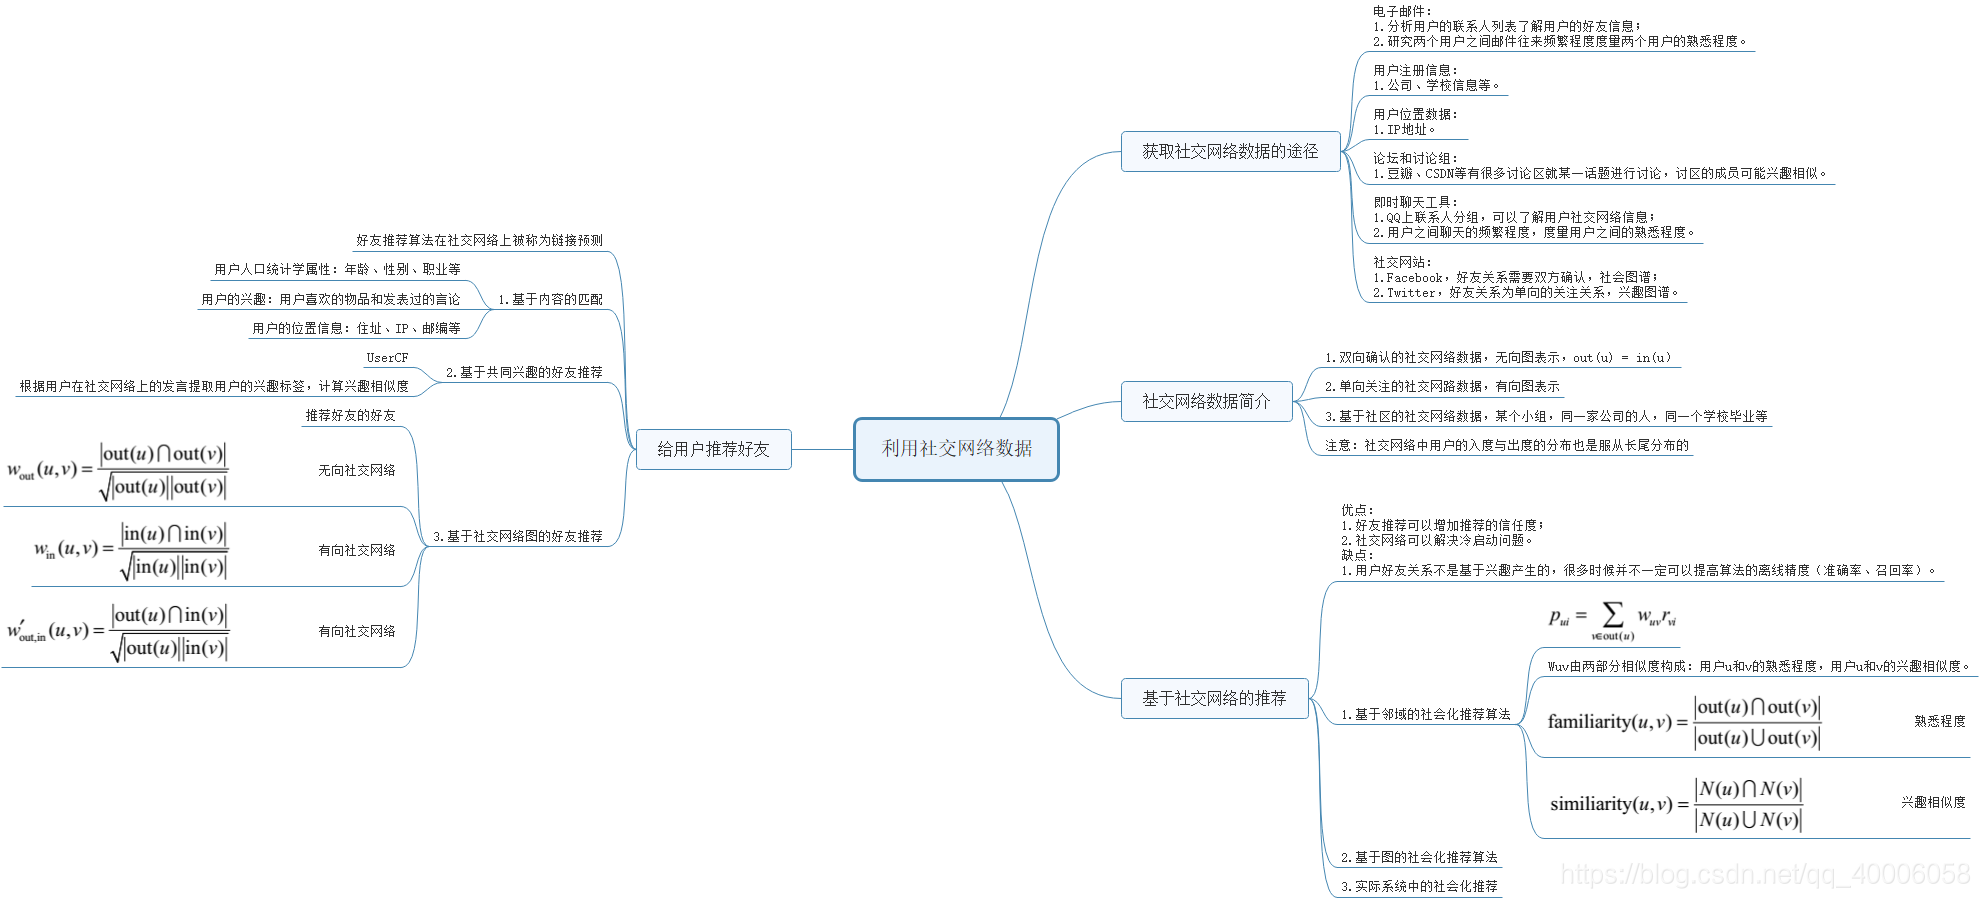 利用社交网络数据
获取社交网络数据的途径
电子邮件：
1.分析用户的联系人列表了解用户的好友信息；
2.研究两个用户之间邮件往来频繁程度度量两个用户的熟悉程度。
用户注册信息：
1.公司、学校信息等。
用户位置数据：
1.IP地址。
论坛和讨论组：
1.豆瓣、CSDN等有很多讨论区就某一话题进行讨论，讨区的成员可能兴趣相似。
即时聊天工具：
1.QQ上联系人分组，可以了解用户社交网络信息；
2.用户之间聊天的频繁程度，度量用户之间的熟悉程度。
社交网站：
1.Facebook，好友关系需要双方确认，社会图谱；
2.Twitter，好友关系为单向的关注关系，兴趣图谱。
社交网络数据简介
1.双向确认的社交网络数据，无向图表示，out(u) = in(u)
2.单向关注的社交网路数据，有向图表示
3.基于社区的社交网络数据，某个小组，同一家公司的人，同一个学校毕业等
注意：社交网络中用户的入度与出度的分布也是服从长尾分布的
基于社交网络的推荐
优点：
1.好友推荐可以增加推荐的信任度；
2.社交网络可以解决冷启动问题。
缺点：
1.用户好友关系不是基于兴趣产生的，很多时候并不一定可以提高算法的离线精度（准确率、召回率）。
1.基于邻域的社会化推荐算法
p_{ui} = \sum_{v∈out(u)} w_{uv} r_{vi}
Wuv由两部分相似度构成：用户u和v的熟悉程度，用户u和v的兴趣相似度。
familiarity(u,v) = |out(u)⋂out(v)| / |out(u)⋃out(v)| 熟悉程度
similiarity(u,v) = |N(u)⋂N(v)| / |N(u)⋃N(v)| 兴趣相似度
2.基于图的社会化推荐算法
3.实际系统中的社会化推荐
给用户推荐好友
好友推荐算法在社交网络上被称为链接预测
1.基于内容的匹配
用户人口统计学属性：年龄、性别、职业等
用户的兴趣：用户喜欢的物品和发表过的言论
用户的位置信息：住址、IP、邮编等
2.基于共同兴趣的好友推荐
UserCF
根据用户在社交网络上的发言提取用户的兴趣标签，计算兴趣相似度
3.基于社交网络图的好友推荐
推荐好友的好友
w_{out}(u,v) = |out(u)⋂out(v)| / √(|out(u)||out(v)|) 无向社交网络
w_{in}(u,v) = |in(u)⋂in(v)| / √(|in(u)||in(v)|) 有向社交网络
w'_{out,in}(u,v) = |out(u)⋂in(v)| / √(|out(u)||in(v)|) 有向社交网络
https://blog.csdn.net/qq_40006058